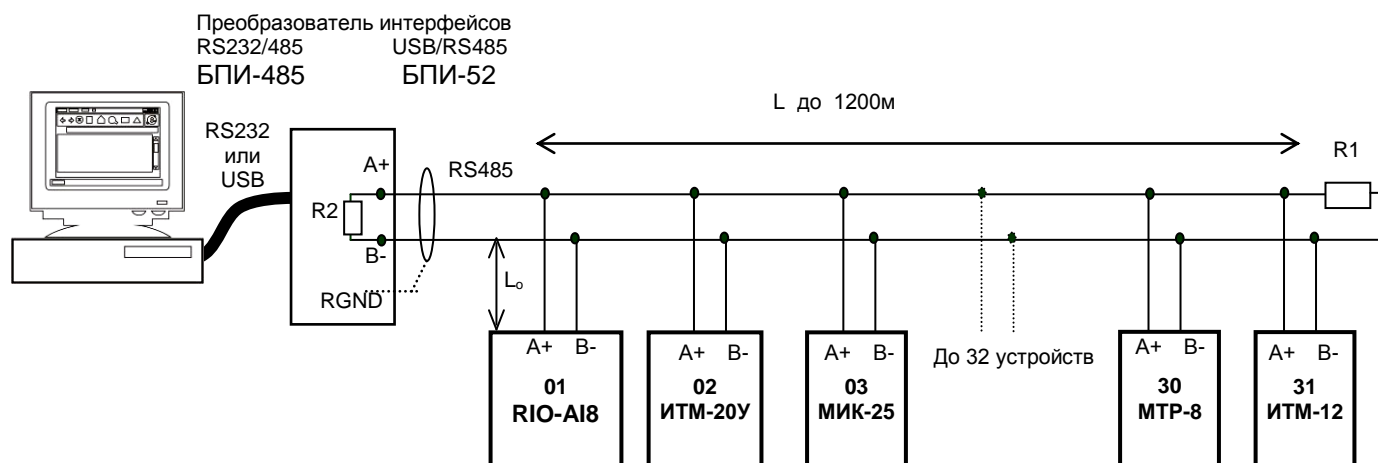 Преобразователь интерфейсов
RS232/485 USB/RS485
БПИ-485 БПИ-52
L до 1200м
RS232
или
USB
A+
RS485
R1
R2
B-
RGND
Lo
A+ B-
01
RIO-AI8
A+ B-
02
ИТМ-20У
A+ B-
03
МИК-25
До 32 устройств
A+ B-
30
МТР-8
A+ B-
31
ИТМ-12